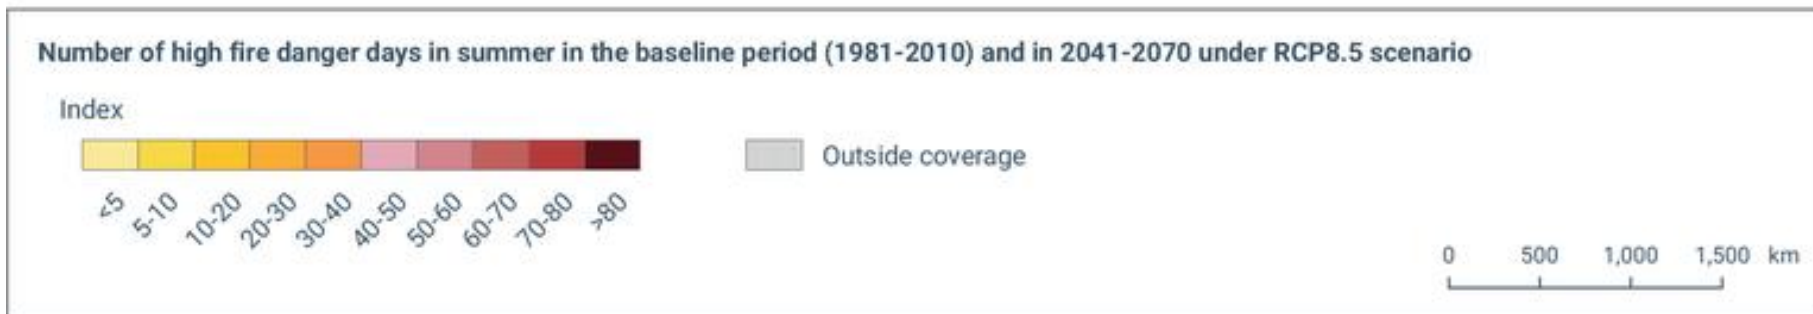 Number of high fire danger days in summer in the baseline period (1981-2010) and in 2041-2070 under RCP8.5 scenario
Index
Outside coverage
<5 5-10 10-20 20-30 30-40 40-50 50-60 60-70 70-80 >80
0 500 1,000 1,500 km